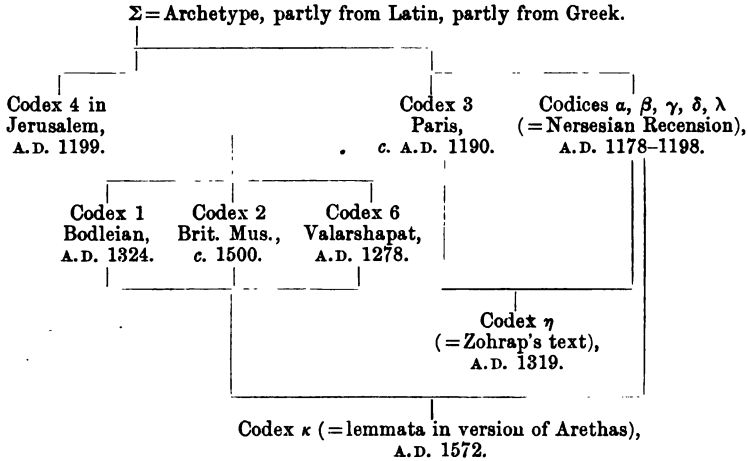 Σ=Archetype, partly from Latin, partly from Greek.
Codex 4 in
Jerusalem,
A.D. 1199.
Codex 3
Paris,
c. A.D. 1190.
Codices α, β, γ, δ, λ
(=Nersesian Recension),
A.D. 1178–1198.
Codex 1
Bodleian,
A.D. 1324.
Codex 2
Brit. Mus.,
c. 1500.
Codex 6
Valarshapat,
A.D. 1278.
Codex η
(=Zohrap's text),
A.D. 1319.
Codex κ (=lemmata in version of Arethas),
A.D. 1572.